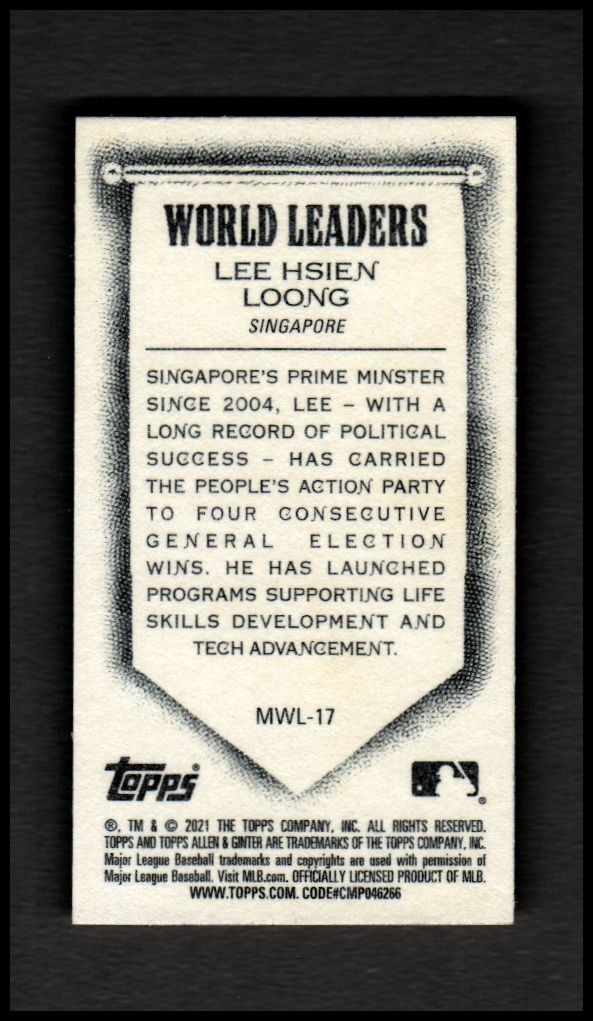 WORLD LEADERS
LEE HSIEN
LOONG
SINGAPORE
SINGAPORE'S PRIME MINSTER
SINCE 2004, LEE – WITH A
LONG RECORD OF POLITICAL
SUCCESS – HAS CARRIED
THE PEOPLE'S ACTION PARTY
TO FOUR CONSECUTIVE
GENERAL ELECTION
WINS. HE HAS LAUNCHED
PROGRAMS SUPPORTING LIFE
SKILLS DEVELOPMENT AND
TECH ADVANCEMENT.
MWL-17
Topps®
®
®, TM & © 2021 THE TOPPS COMPANY, INC. ALL RIGHTS RESERVED.
TOPPS AND TOPPS ALLEN & GINTER ARE TRADEMARKS OF THE TOPPS COMPANY, INC.
Major League Baseball trademarks and copyrights are used with permission of
Major League Baseball. Visit MLB.com. OFFICIALLY LICENSED PRODUCT OF MLB.
WWW.TOPPS.COM. CODE#CMP046266